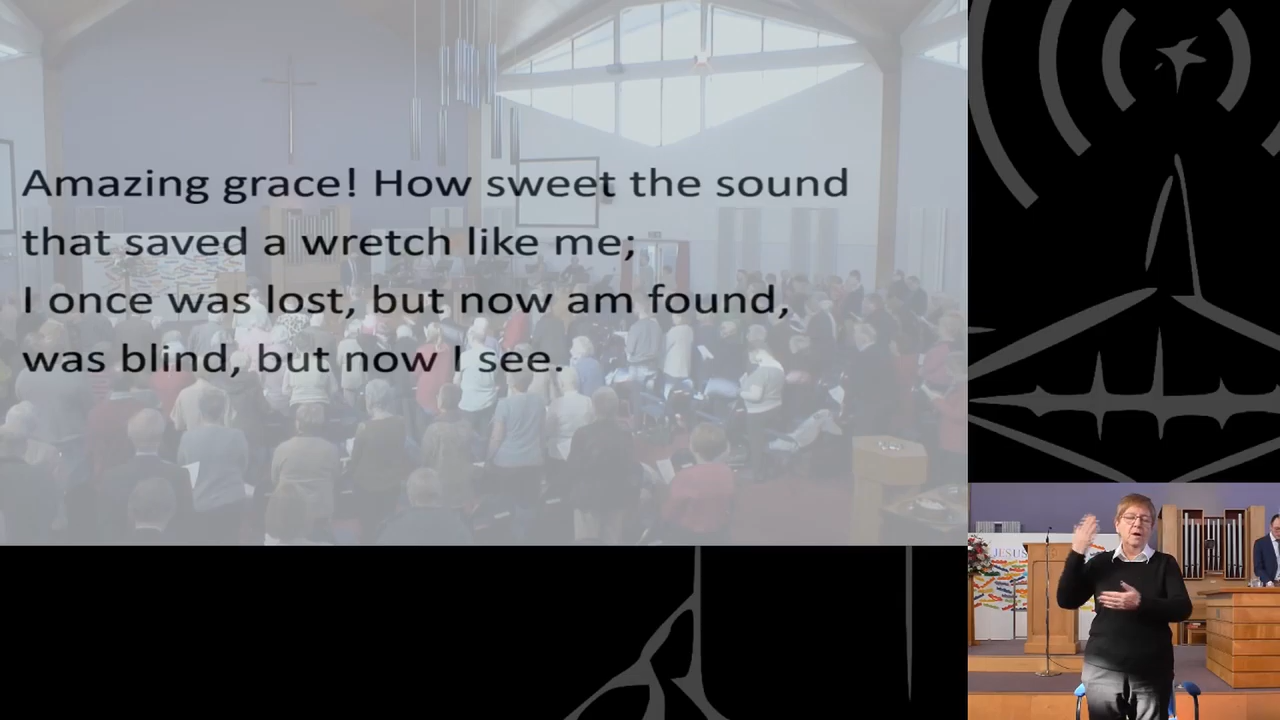 Amazing grace! How sweet the sound
that saved a wretch like me;
I once was lost, but now am found,
was blind, but now I see.
JESUS